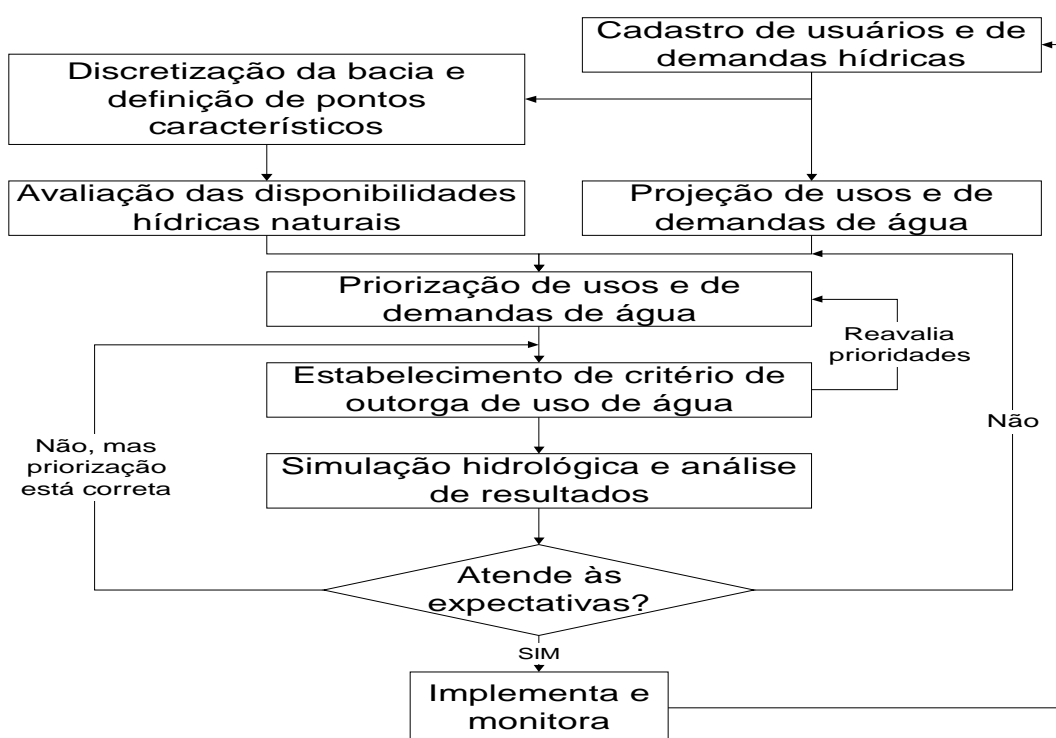 Cadastro de usuários e de
demandas hídricas
Discretização da bacia e
definição de pontos
característicos
Avaliação das disponibilidades
hídricas naturais
Projeção de usos e de
demandas de água
Priorização de usos e de
demandas de água
Reavalia
prioridades
Estabelecimento de critério de
outorga de uso de água
Não
Não, mas
priorização
está correta
Simulação hidrológica e análise
de resultados
Atende às
expectativas?
SIM
Implementa e
monitora